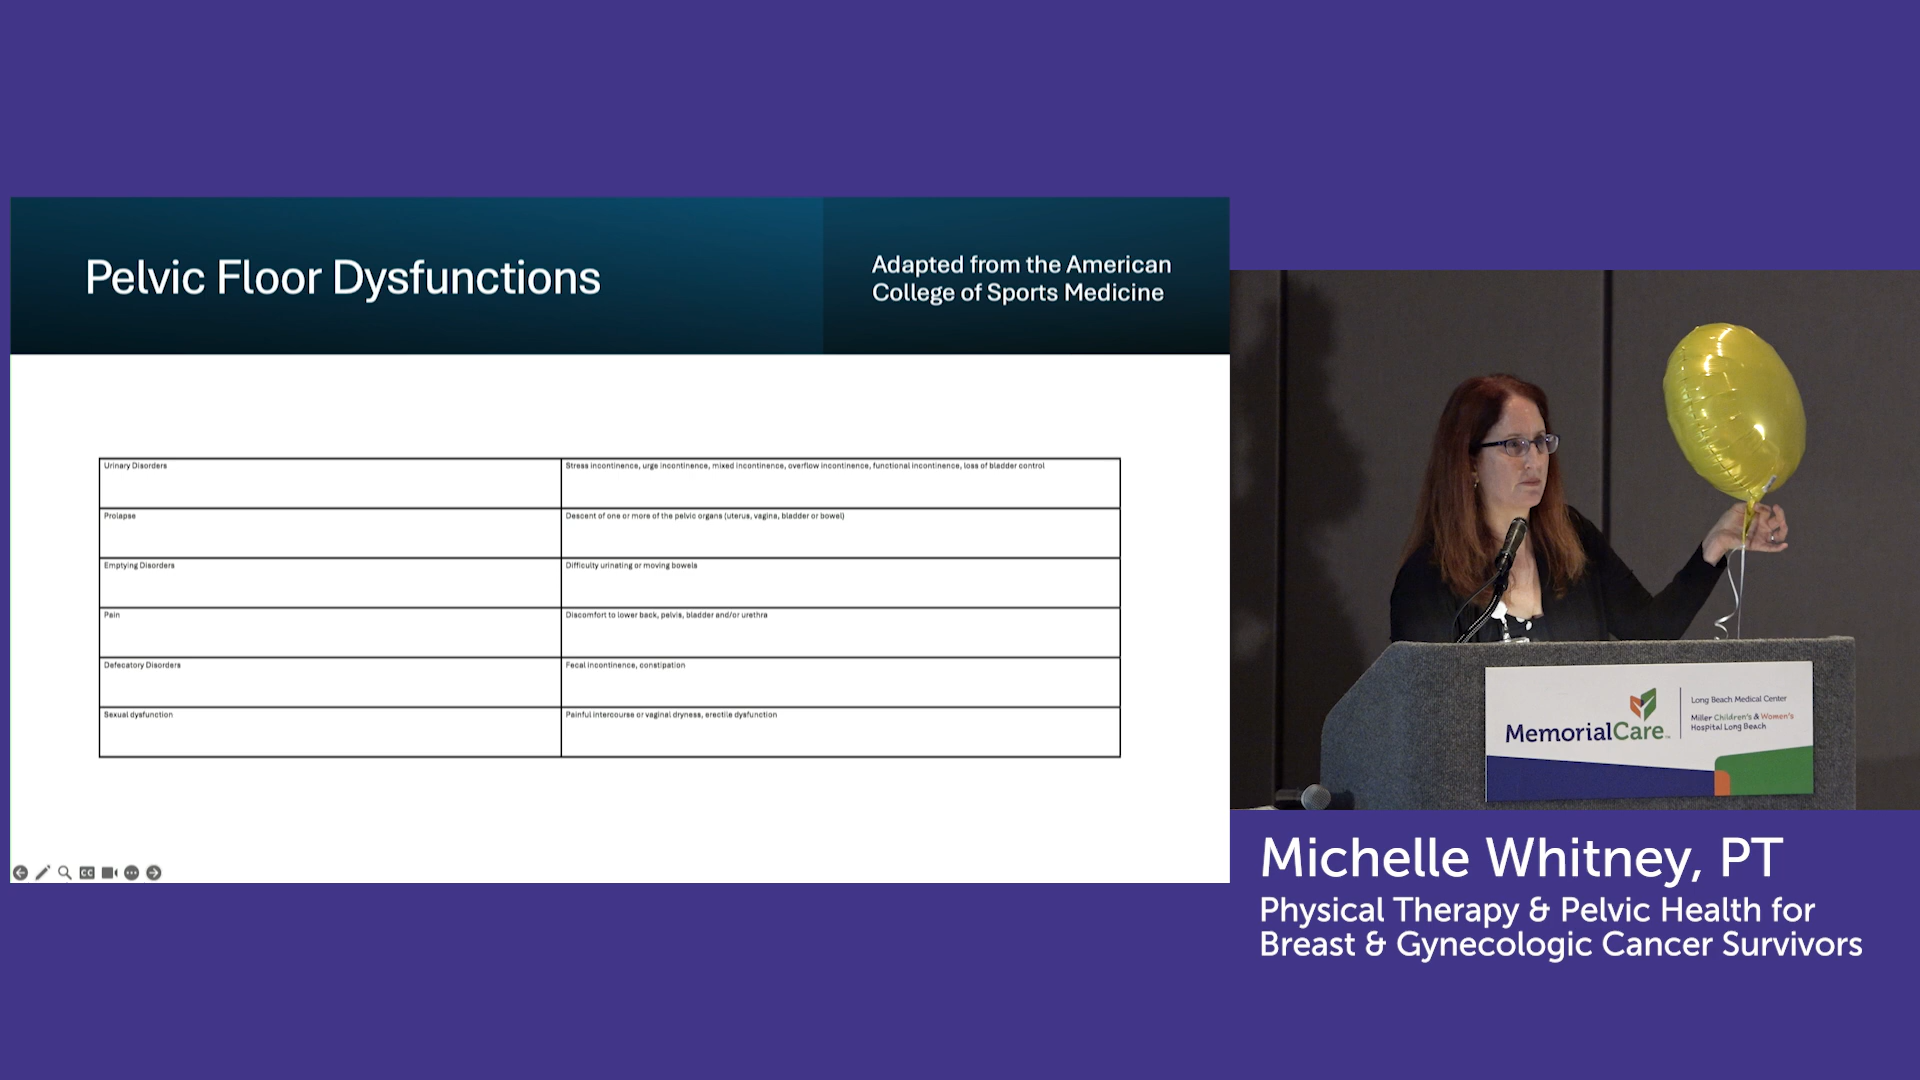 Pelvic Floor Dysfunctions
Adapted from the American
College of Sports Medicine
Urinary Disorders
Stress incontinence, urge incontinence, mixed incontinence, overflow incontinence, functional incontinence, loss of bladder control
Prolapse
Descent of one or more of the pelvic organs (uterus, vagina, bladder or bowel)
Emptying Disorders
Difficulty urinating or moving bowels
Pain
Discomfort to lower back, pelvis, bladder and/or urethra
Defecatory Disorders
Fecal incontinence, constipation
Sexual dysfunction
Painful intercourse or vaginal dryness, erectile dysfunction
CC
MemorialCare™
Long Beach Medical Center
Miller Children's & Women's
Hospital Long Beach
Michelle Whitney, PT
Physical Therapy & Pelvic Health for
Breast & Gynecologic Cancer Survivors